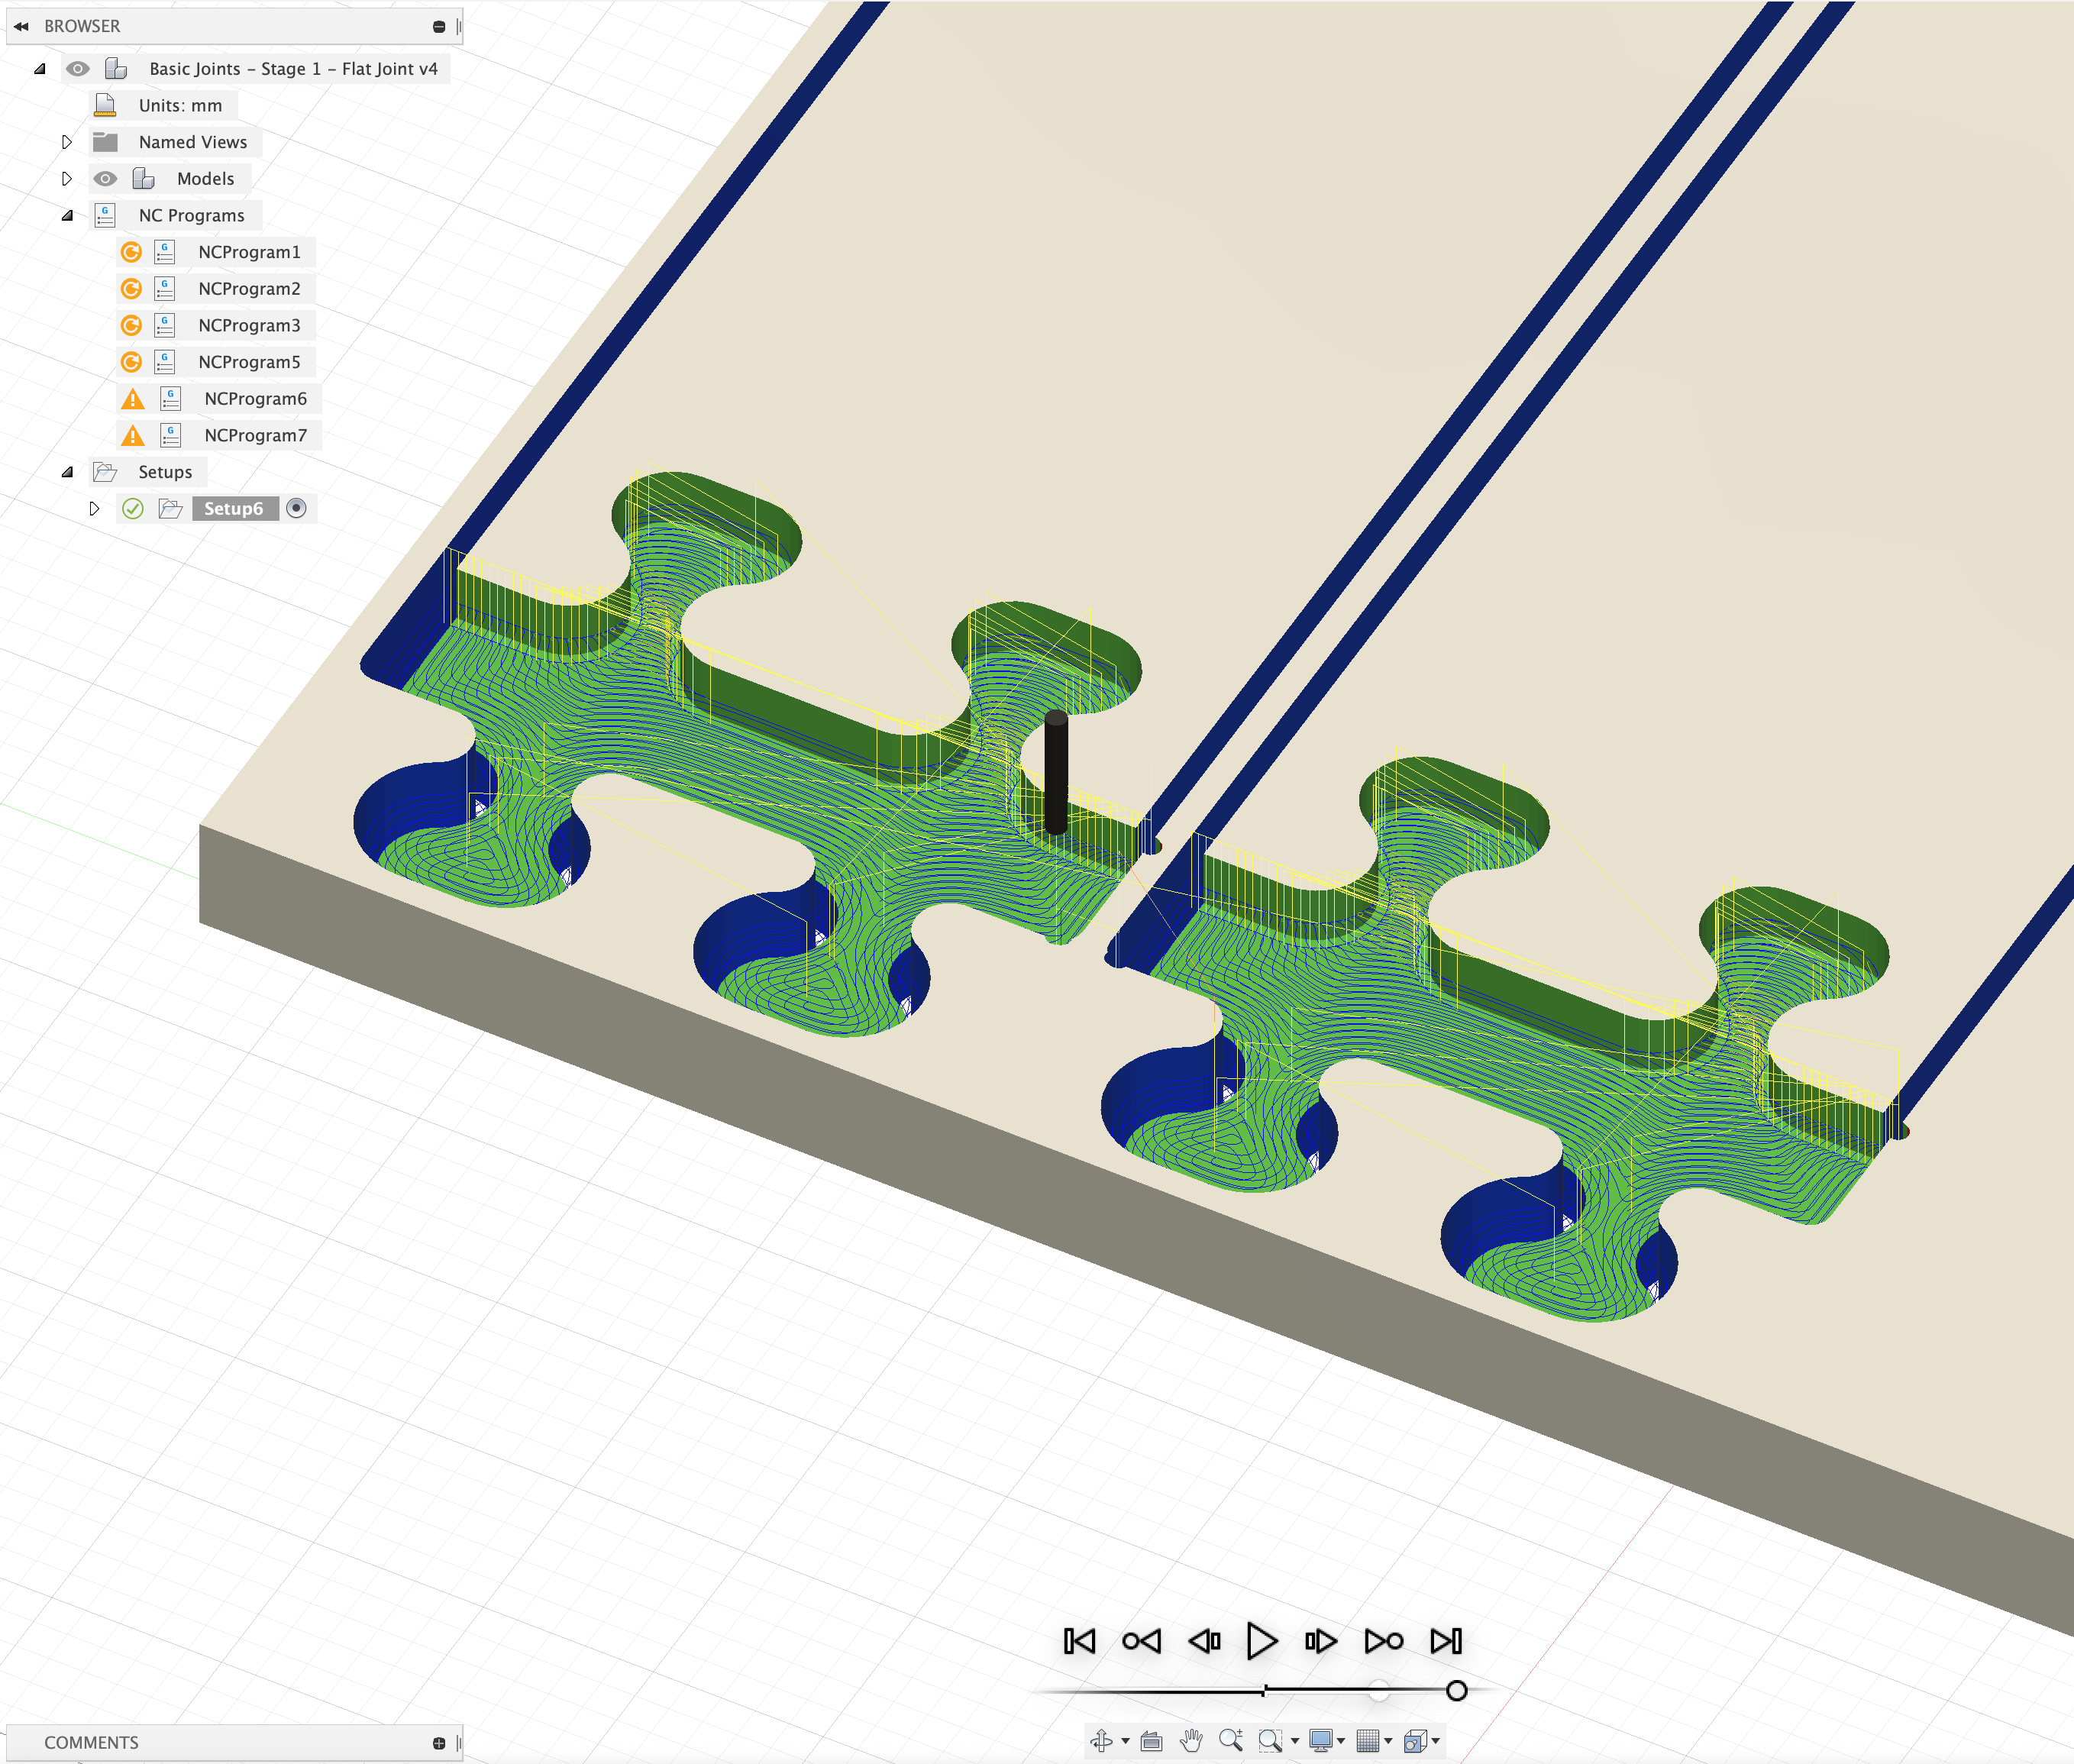 BROWSER
Basic Joints – Stage 1 – Flat Joint v4
Units: mm
Named Views
Models
NC Programs
NCProgram1
NCProgram2
NCProgram3
NCProgram5
NCProgram6
NCProgram7
Setups
Setup6
COMMENTS